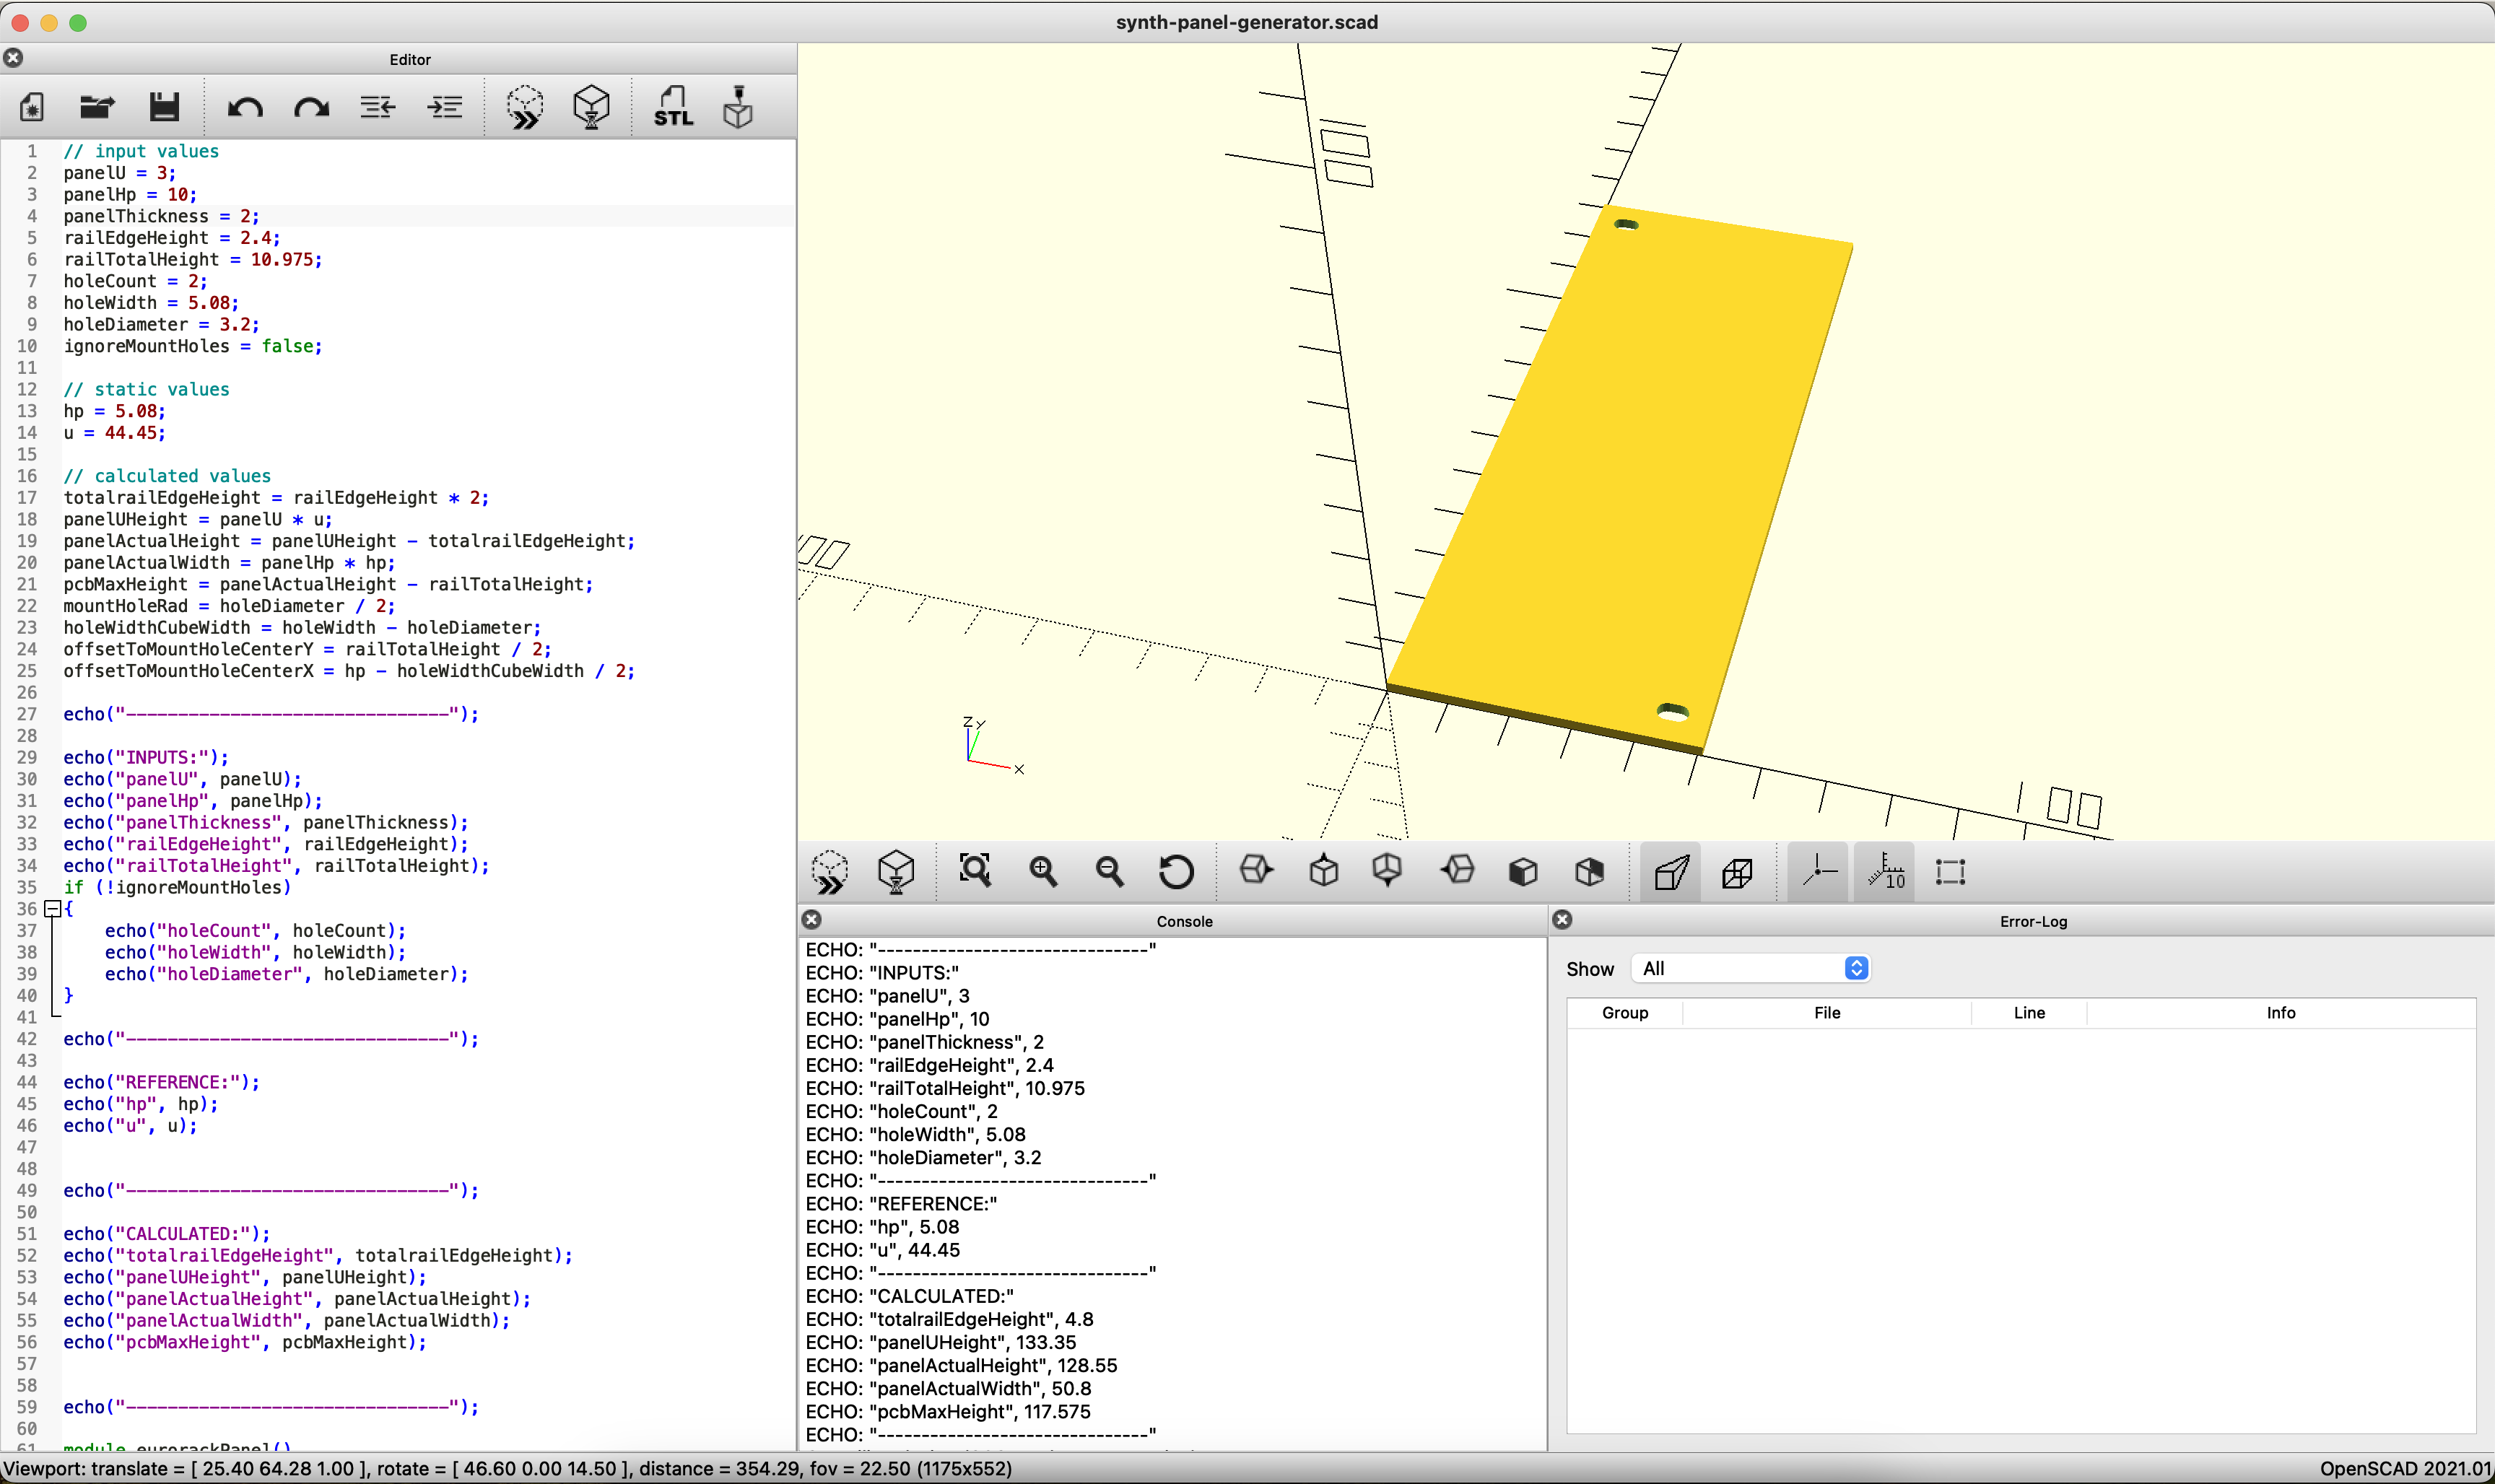 synth-panel-generator.scad
Editor
STL
1 // input values
2 panelU = 3;
3 panelHp = 10;
4 panelThickness = 2;
5 railEdgeHeight = 2.4;
6 railTotalHeight = 10.975;
7 holeCount = 2;
8 holeWidth = 5.08;
9 holeDiameter = 3.2;
10 ignoreMountHoles = false;
11
12 // static values
13 hp = 5.08;
14 u = 44.45;
15
16 // calculated values
17 totalrailEdgeHeight = railEdgeHeight * 2;
18 panelUHeight = panelU * u;
19 panelActualHeight = panelUHeight - totalrailEdgeHeight;
20 panelActualWidth = panelHp * hp;
21 pcbMaxHeight = panelActualHeight - railTotalHeight;
22 mountHoleRad = holeDiameter / 2;
23 holeWidthCubeWidth = holeWidth - holeDiameter;
24 offsetToMountHoleCenterY = railTotalHeight / 2;
25 offsetToMountHoleCenterX = hp - holeWidthCubeWidth / 2;
26
27 echo("-------------------------------");
28
29 echo("INPUTS:");
30 echo("panelU", panelU);
31 echo("panelHp", panelHp);
32 echo("panelThickness", panelThickness);
33 echo("railEdgeHeight", railEdgeHeight);
34 echo("railTotalHeight", railTotalHeight);
35 if (!ignoreMountHoles)
36 {
37 echo("holeCount", holeCount);
38 echo("holeWidth", holeWidth);
39 echo("holeDiameter", holeDiameter);
40 }
41
42 echo("-------------------------------");
43
44 echo("REFERENCE:");
45 echo("hp", hp);
46 echo("u", u);
47
48
49 echo("-------------------------------");
50
51 echo("CALCULATED:");
52 echo("totalrailEdgeHeight", totalrailEdgeHeight);
53 echo("panelUHeight", panelUHeight);
54 echo("panelActualHeight", panelActualHeight);
55 echo("panelActualWidth", panelActualWidth);
56 echo("pcbMaxHeight", pcbMaxHeight);
57
58
59 echo("-------------------------------");
60
61 module eurorackPanel()
Z
Y
X
10
Console
ECHO: "-------------------------------"
ECHO: "INPUTS:"
ECHO: "panelU", 3
ECHO: "panelHp", 10
ECHO: "panelThickness", 2
ECHO: "railEdgeHeight", 2.4
ECHO: "railTotalHeight", 10.975
ECHO: "holeCount", 2
ECHO: "holeWidth", 5.08
ECHO: "holeDiameter", 3.2
ECHO: "-------------------------------"
ECHO: "REFERENCE:"
ECHO: "hp", 5.08
ECHO: "u", 44.45
ECHO: "-------------------------------"
ECHO: "CALCULATED:"
ECHO: "totalrailEdgeHeight", 4.8
ECHO: "panelUHeight", 133.35
ECHO: "panelActualHeight", 128.55
ECHO: "panelActualWidth", 50.8
ECHO: "pcbMaxHeight", 117.575
ECHO: "-------------------------------"
Error-Log
Show All
Group File Line Info
Viewport: translate = [ 25.40 64.28 1.00 ], rotate = [ 46.60 0.00 14.50 ], distance = 354.29, fov = 22.50 (1175x552)
OpenSCAD 2021.01